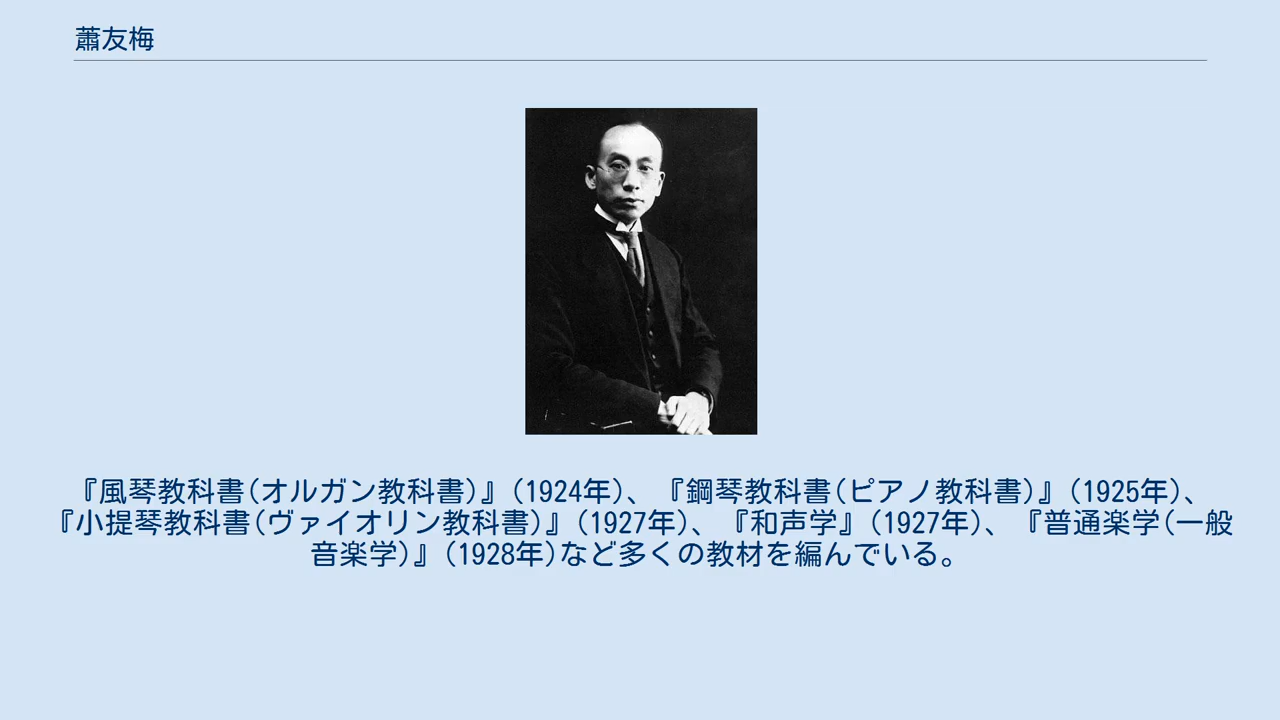 蕭友梅
『風琴教科書(オルガン教科書)』(1924年)、『鋼琴教科書(ピアノ教科書)』(1925年)、
『小提琴教科書(ヴァイオリン教科書)』(1927年)、『和声学』(1927年)、『普通楽学(一般
音楽学)』(1928年)など多くの教材を編んでいる。